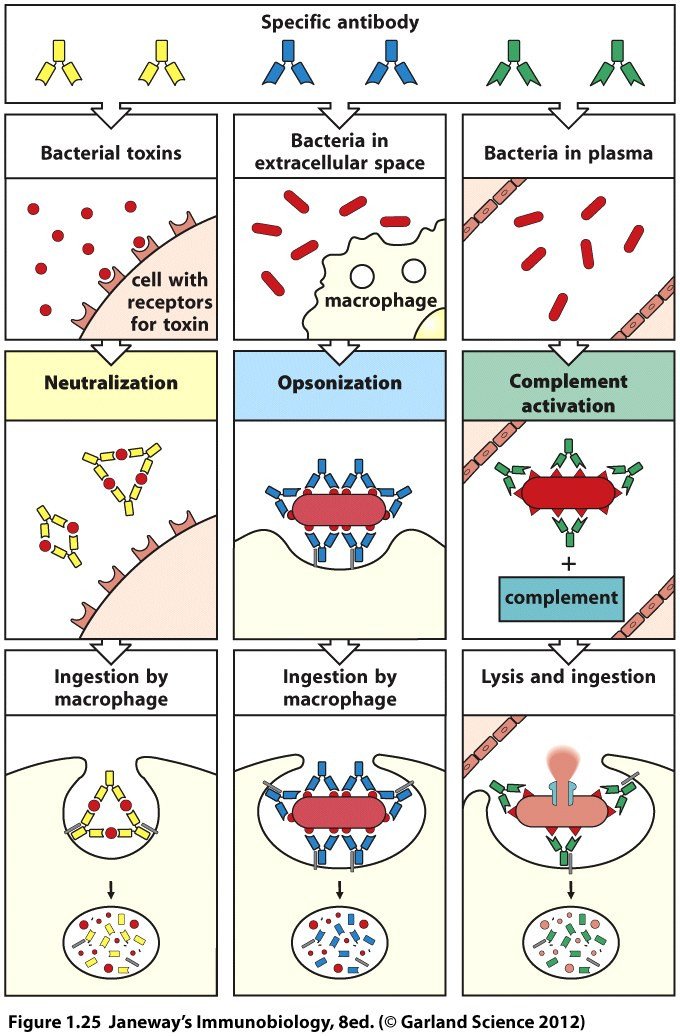 Specific antibody
Bacterial toxins
Bacteria in
extracellular space
Bacteria in plasma
cell with
receptors
for toxin
macrophage
Neutralization
Opsonization
Complement
activation
+
complement
Ingestion by
macrophage
Ingestion by
macrophage
Lysis and ingestion
Figure 1.25 Janeway's Immunobiology, 8ed. (© Garland Science 2012)